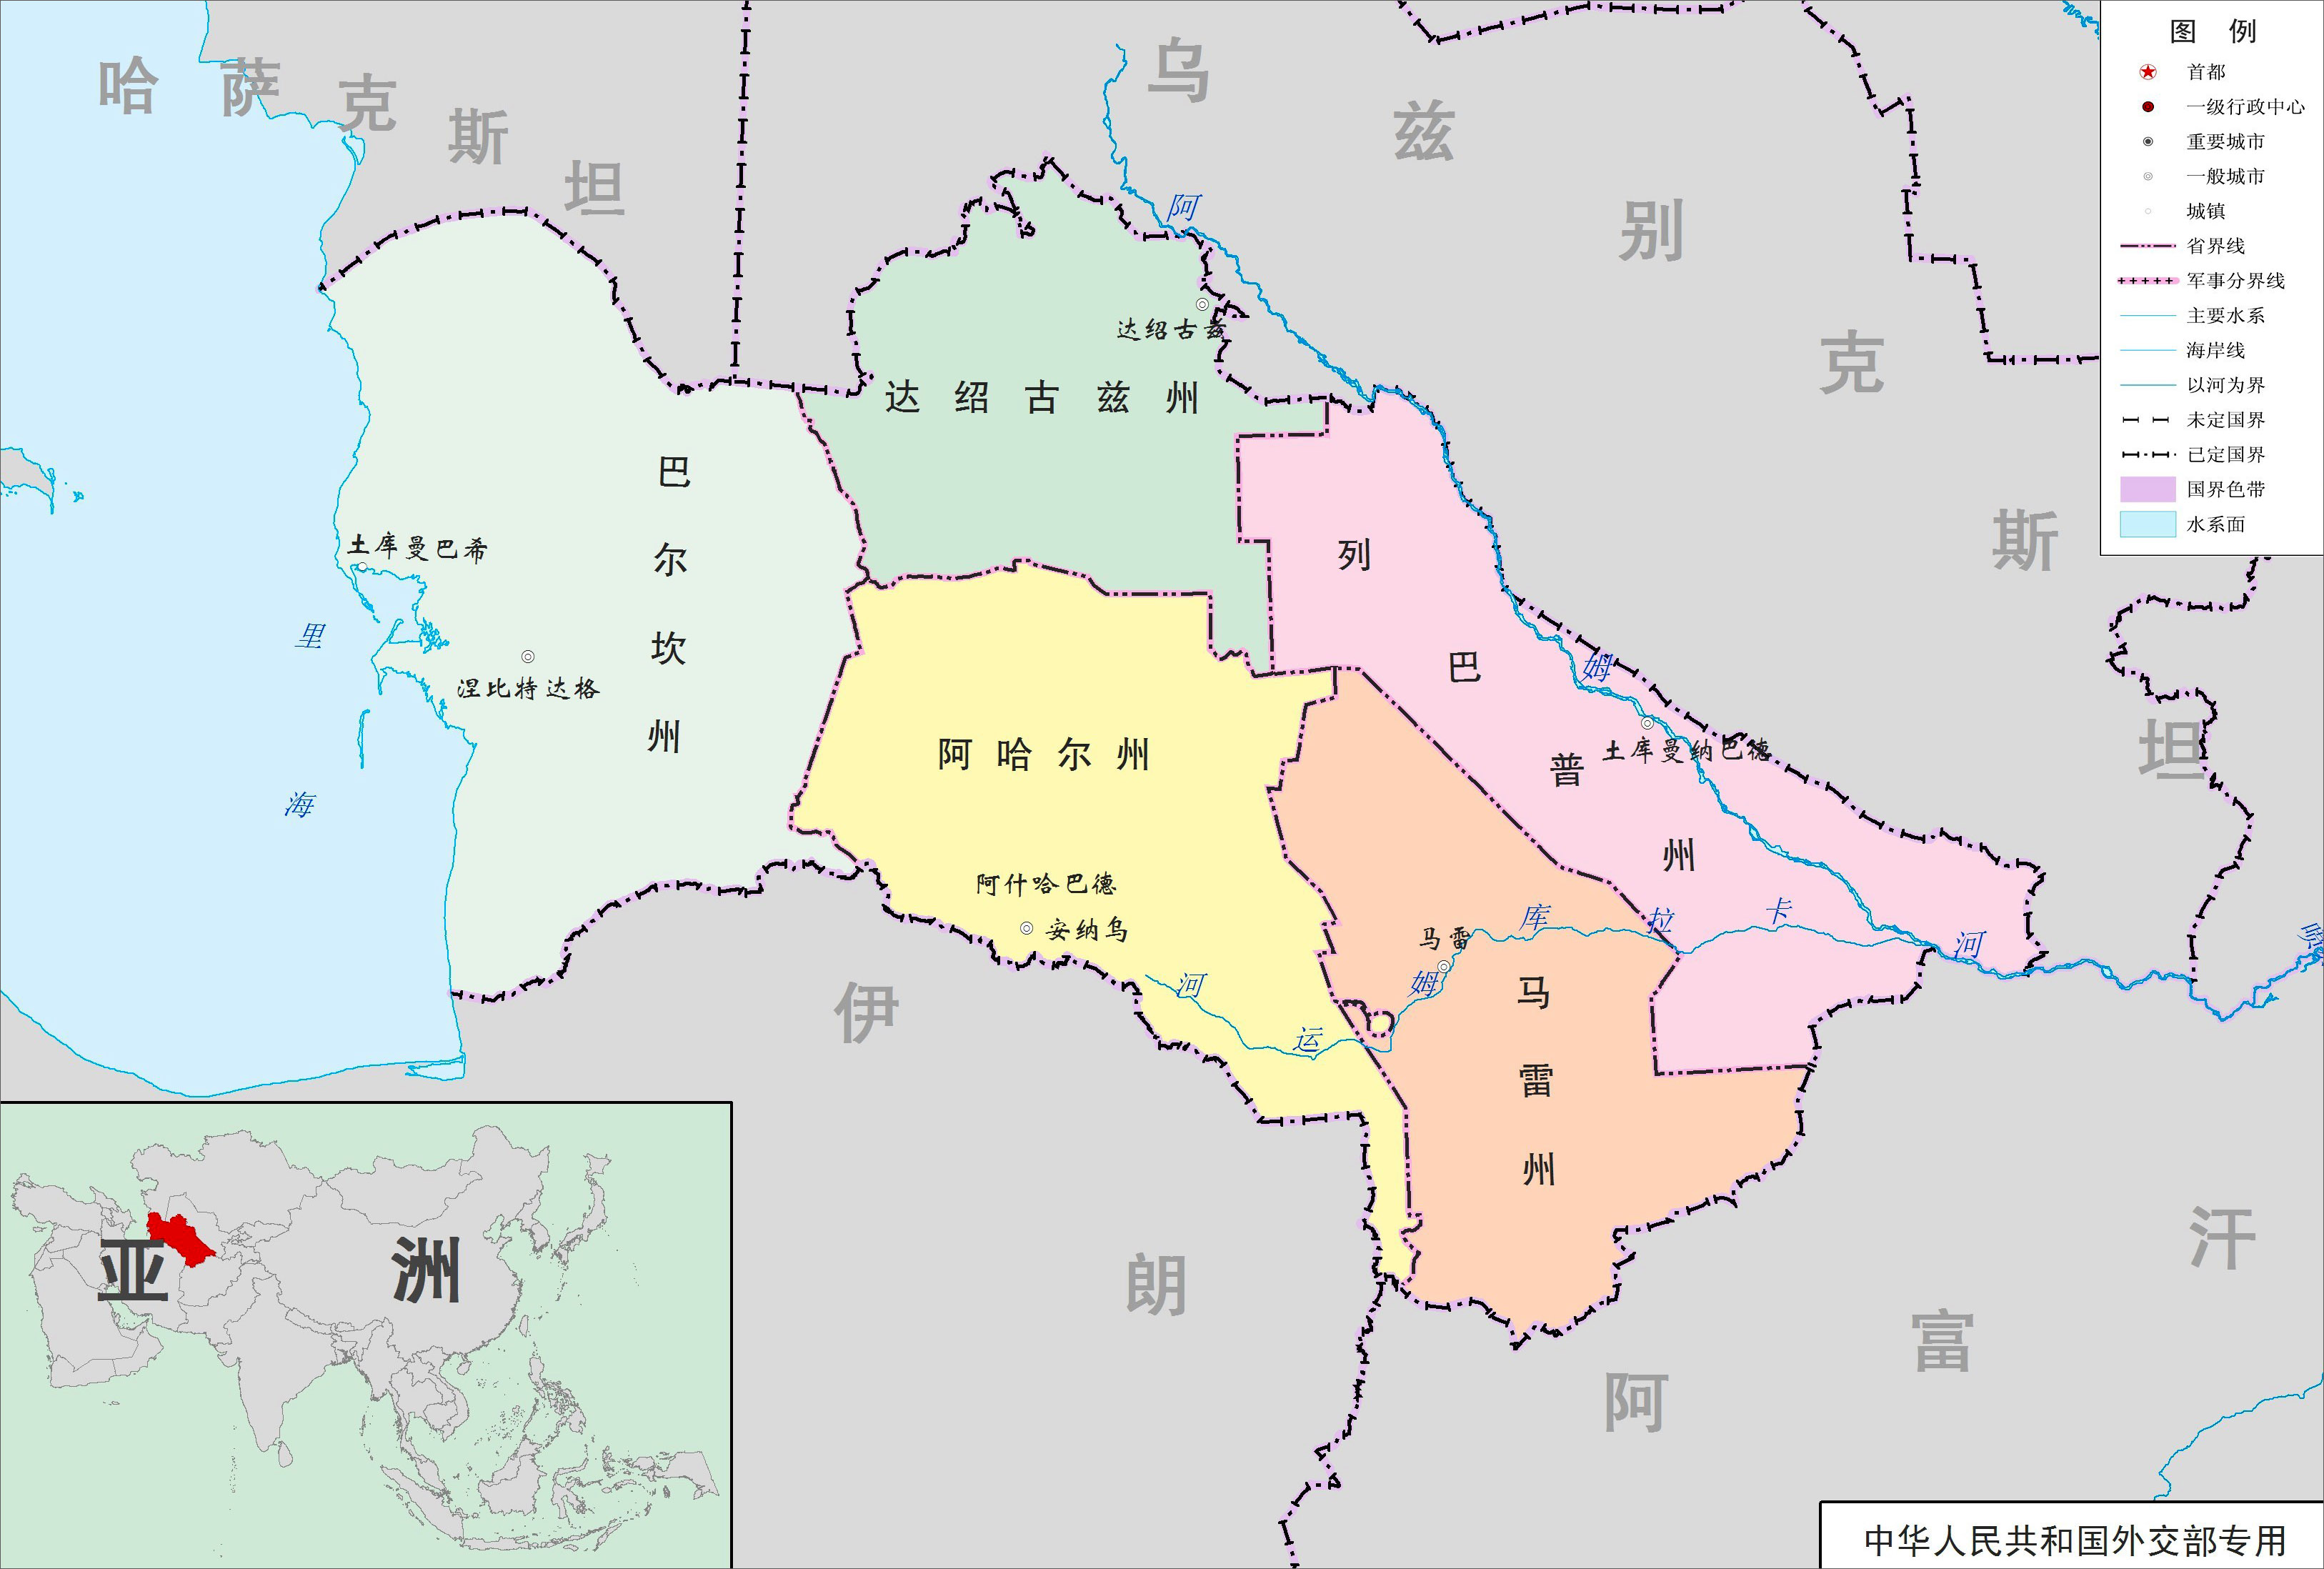 哈萨克斯坦
乌兹别克斯坦
图 例
首都
一级行政中心
重要城市
一般城市
城镇
省界线
军事分界线
主要水系
海岸线
以河为界
未定国界
已定国界
国界色带
水系面
阿姆河
达绍古兹
达绍古兹州
巴尔坎州
土库曼巴希
涅比特达格
里海
列巴普州
土库曼纳巴德
阿哈尔州
阿什哈巴德
安纳乌
马雷
马雷州
卡拉库姆运河
喷
伊朗
阿富汗
亚洲
中华人民共和国外交部专用